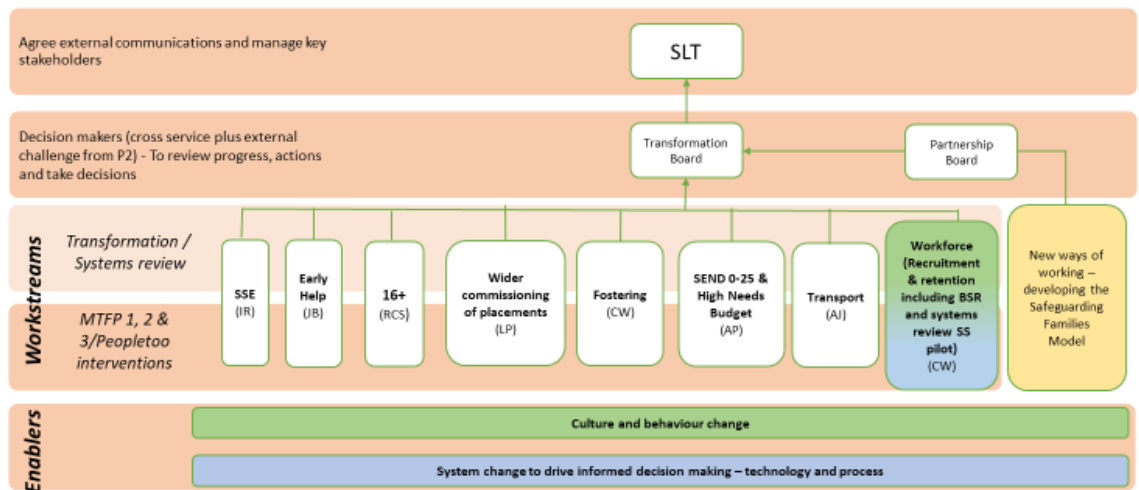 Agree external communications and manage key
stakeholders
SLT
Decision makers (cross service plus external
challenge from P2) - To review progress, actions
and take decisions
Transformation
Board
Partnership
Board
Workstreams
Transformation /
Systems review
MTFP 1, 2 &
3/Peopletoo
interventions
SSE
(IR)
Early
Help
(JB)
16+
(RCS)
Wider
commissioning
of placements
(LP)
Fostering
(CW)
SEND 0-25 &
High Needs
Budget
(AP)
Transport
(AJ)
Workforce
(Recruitment
& retention
including BSR
and systems
review SS
pilot)
(CW)
New ways of
working –
developing the
Safeguarding
Families
Model
Enablers
Culture and behaviour change
System change to drive informed decision making – technology and process